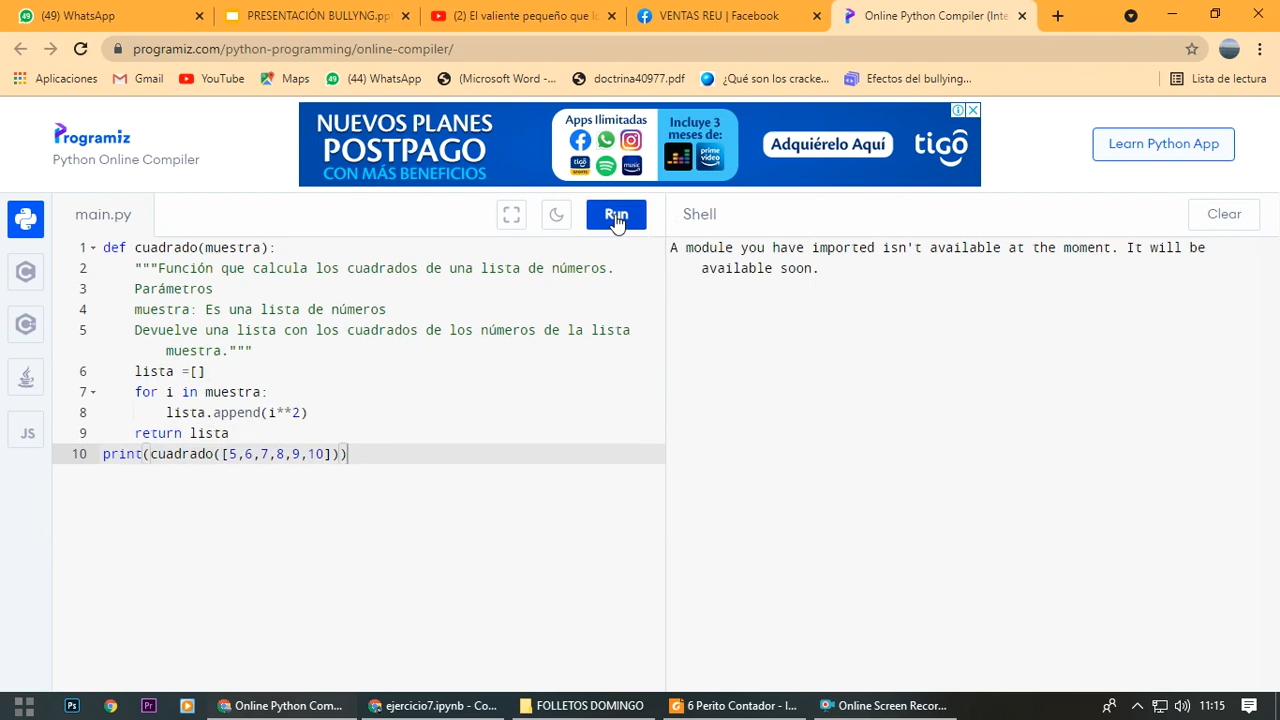 (49) WhatsApp
PRESENTACIÓN BULLYNG.pp
(2) El valiente pequeño que l
VENTAS REU | Facebook
Online Python Compiler (Inte
programiz.com/python-programming/online-compiler/
Aplicaciones
Gmail
YouTube
Maps
(44) WhatsApp
(Microsoft Word -...
doctrina40977.pdf
¿Qué son los cracke...
Efectos del bullying...
Lista de lectura
Programiz
Python Online Compiler
NUEVOS PLANES
POSTPAGO
CON MÁS BENEFICIOS
Apps Ilimitadas
Incluye 3
meses de:
prime
video
music
Adquiérelo Aquí
tigo
Learn Python App
main.py
Run
Shell
Clear
1 def cuadrado(muestra):
2 """Función que calcula los cuadrados de una lista de números.
3 Parámetros
4 muestra: Es una lista de números
5 Devuelve una lista con los cuadrados de los números de la lista
muestra."""
6 lista =[]
7 for i in muestra:
8 lista.append(i**2)
9 return lista
10 print(cuadrado([5,6,7,8,9,10]))
A module you have imported isn't available at the moment. It will be
available soon.
JS
Online Python Com...
ejercicio7.ipynb - Co...
FOLLETOS DOMINGO
6 Perito Contador - I...
Online Screen Recor...
11:15